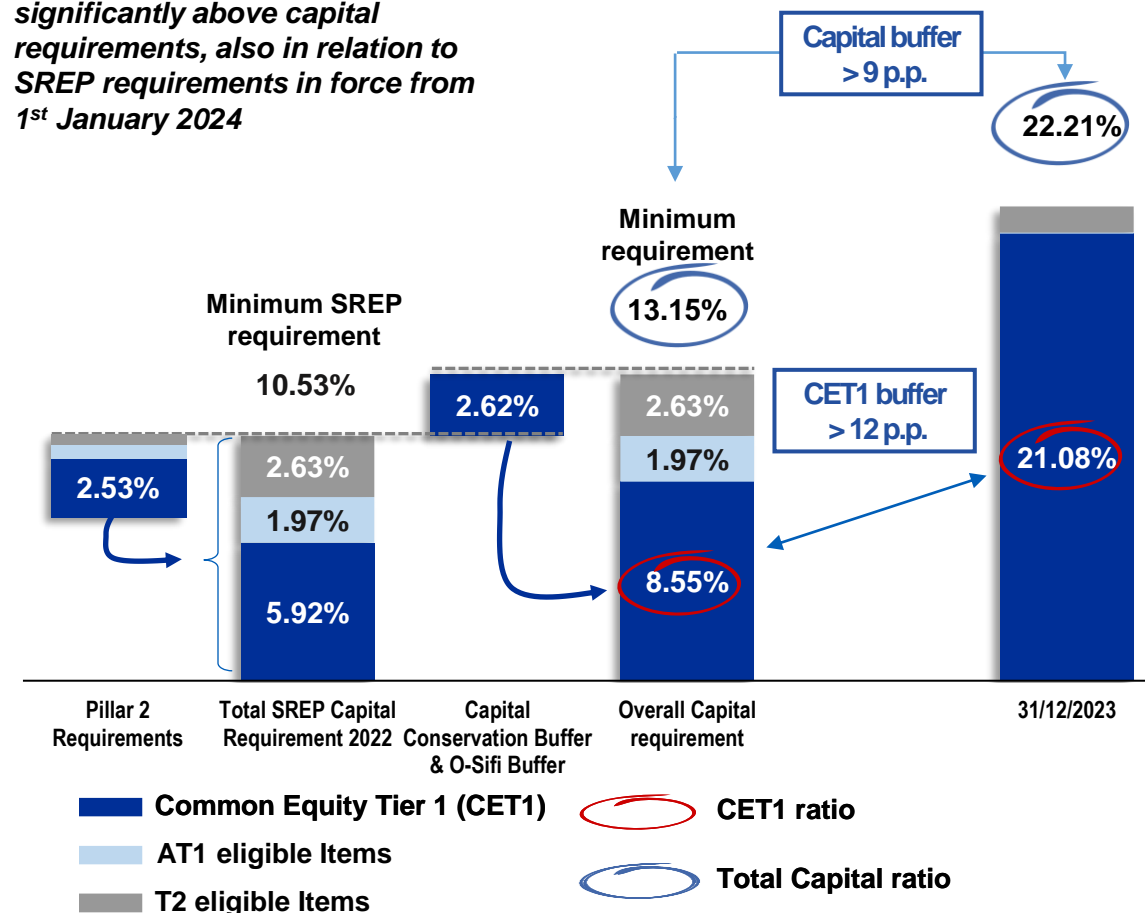 significantly above capital
requirements, also in relation to
SREP requirements in force from
1st January 2024
Capital buffer
> 9 p.p.
22.21%
Minimum
requirement
13.15%
Minimum SREP
requirement
10.53%
2.62%
2.63%
CET1 buffer
> 12 p.p.
2.53%
2.63%
1.97%
21.08%
1.97%
8.55%
5.92%
Pillar 2
Requirements
Total SREP Capital
Requirement 2022
Capital
Conservation Buffer
& O-Sifi Buffer
Overall Capital
requirement
31/12/2023
Common Equity Tier 1 (CET1)
CET1 ratio
AT1 eligible Items
Total Capital ratio
T2 eligible Items